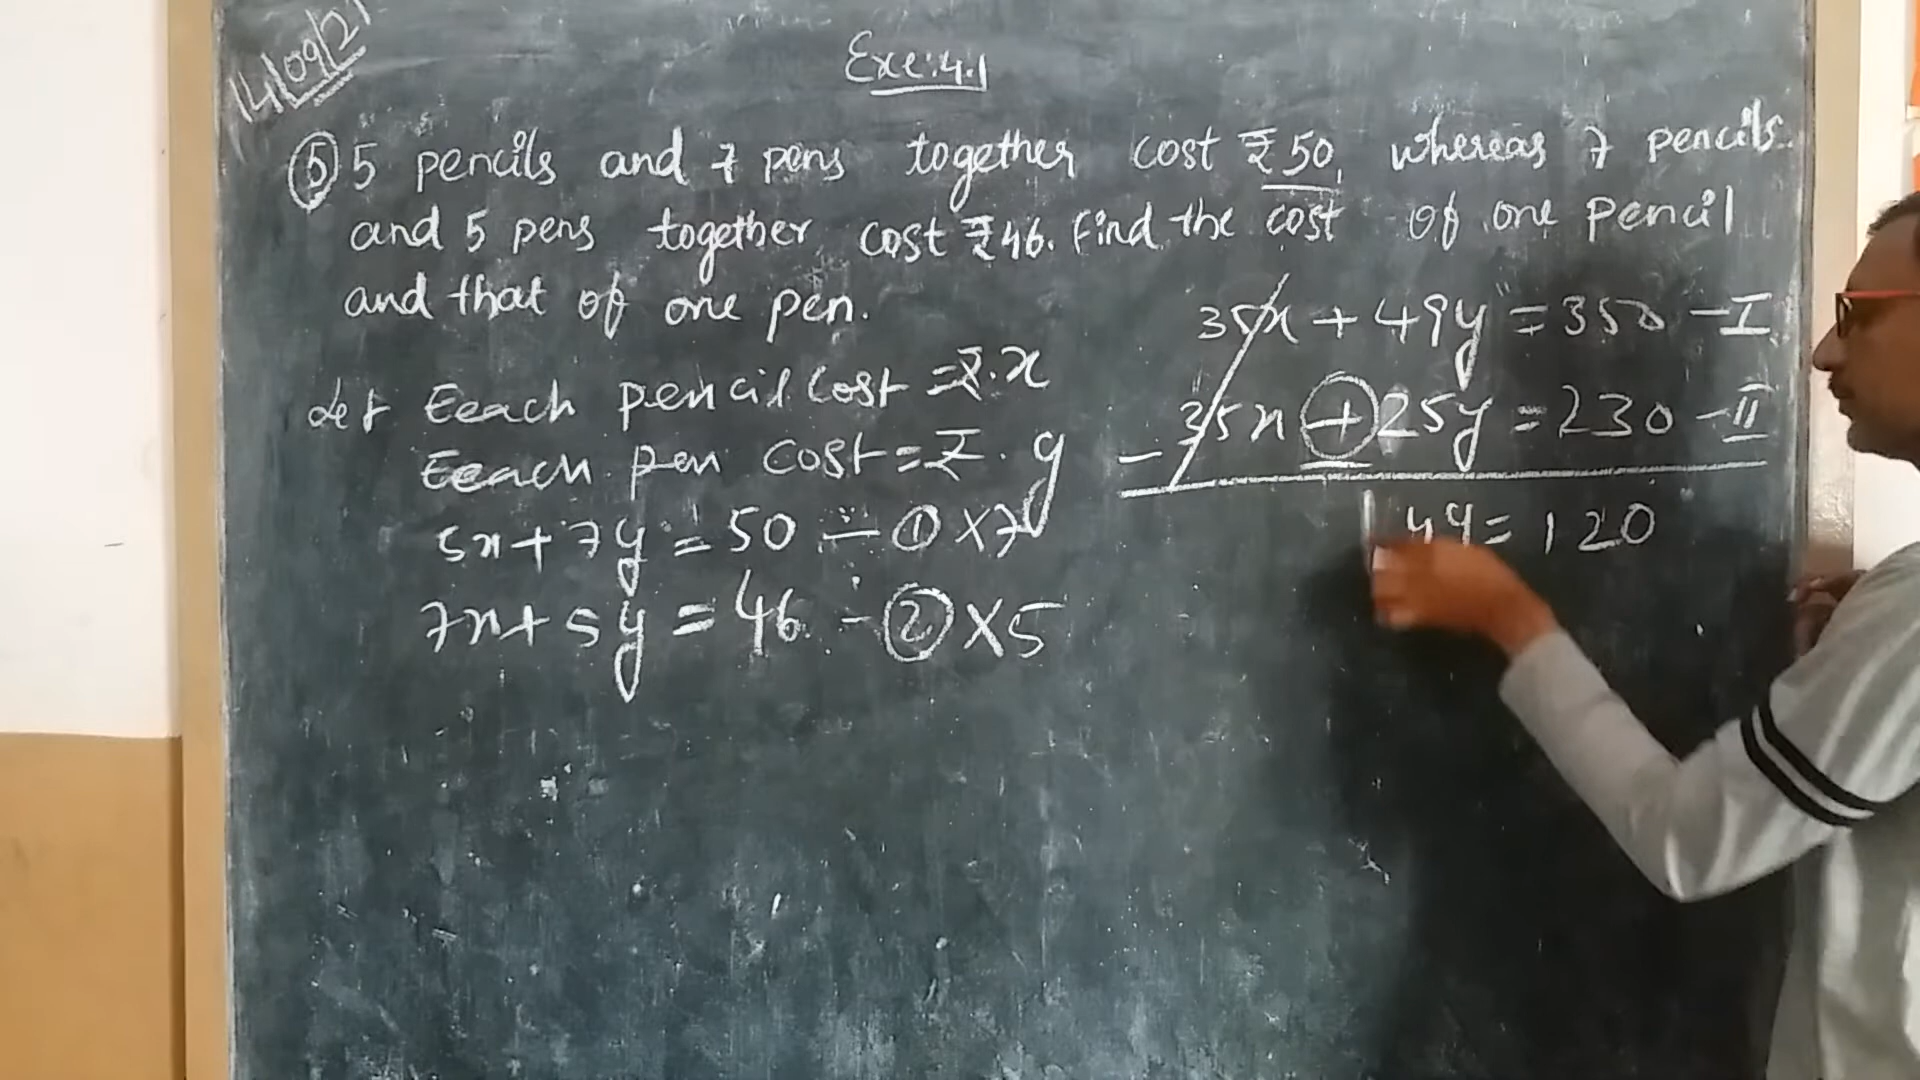 14/09/21
Exe:4.1
⑤ 5 pencils and 7 pens together cost ₹50, whereas 7 pencils
and 5 pens together cost ₹46. Find the cost of one pencil
and that of one pen.
Let Eeach pencil cost = ₹.x
Eeach pen cost = ₹.y
5x+7y=50 - ① X7
7x+5y=46 - ② X5
35x+49y=350 -I
-35x+25y=230 -II
4y=120